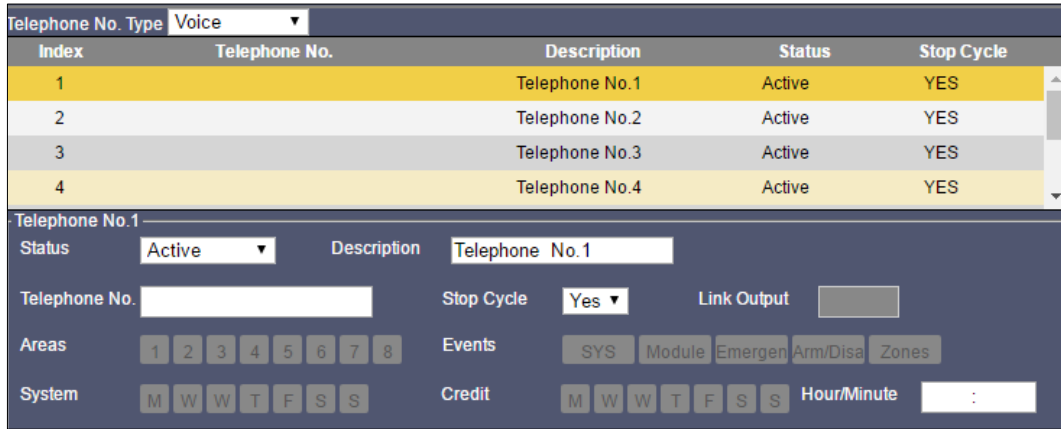 Telephone No. Type Voice
Index Telephone No. Description Status Stop Cycle
1 Telephone No.1 Active YES
2 Telephone No.2 Active YES
3 Telephone No.3 Active YES
4 Telephone No.4 Active YES
Telephone No.1
Status Active Description Telephone No.1
Telephone No. Stop Cycle Yes Link Output
Areas 1 2 3 4 5 6 7 8 Events SYS Module Emergen Arm/Disa Zones
System M W W T F S S Credit M W W T F S S Hour/Minute :